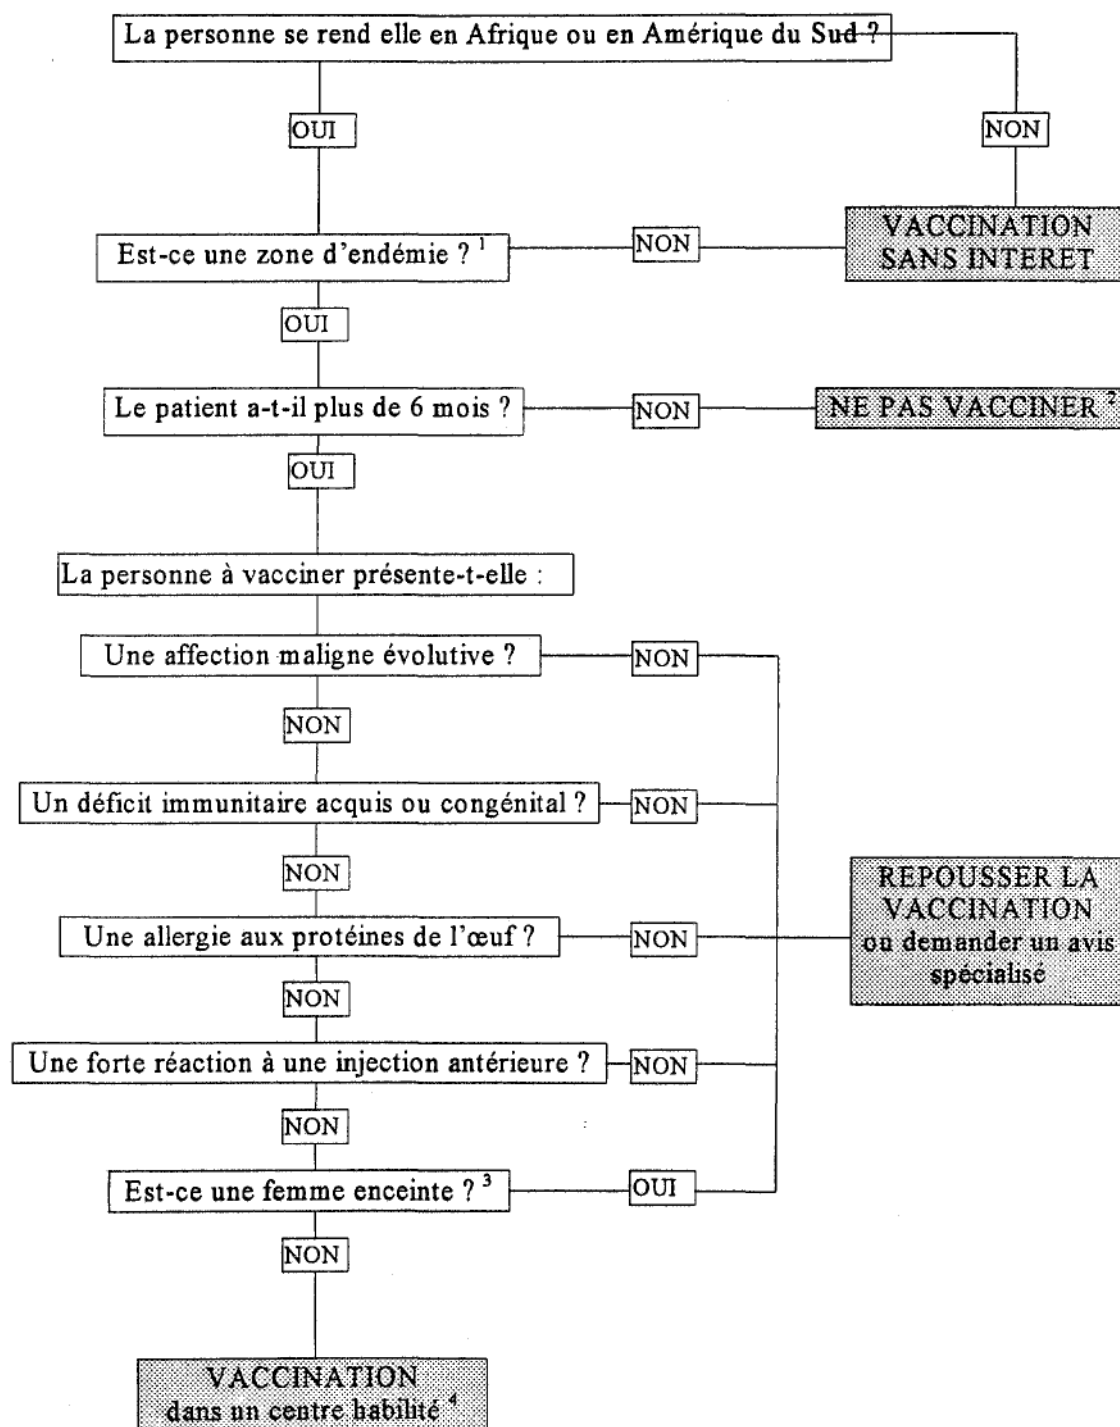 La personne se rend elle en Afrique ou en Amérique du Sud ?
OUI
NON
VACCINATION
SANS INTERET
Est-ce une zone d'endémie ? 1
NON
OUI
Le patient a-t-il plus de 6 mois ?
NON
NE PAS VACCINER 2
OUI
La personne à vacciner présente-t-elle :
Une affection maligne évolutive ?
NON
NON
Un déficit immunitaire acquis ou congénital ?
NON
NON
Une allergie aux protéines de l'œuf ?
NON
REPOUSSER LA
VACCINATION
ou demander un avis
spécialisé
NON
Une forte réaction à une injection antérieure ?
NON
NON
Est-ce une femme enceinte ? 3
OUI
NON
VACCINATION
dans un centre habilité 4